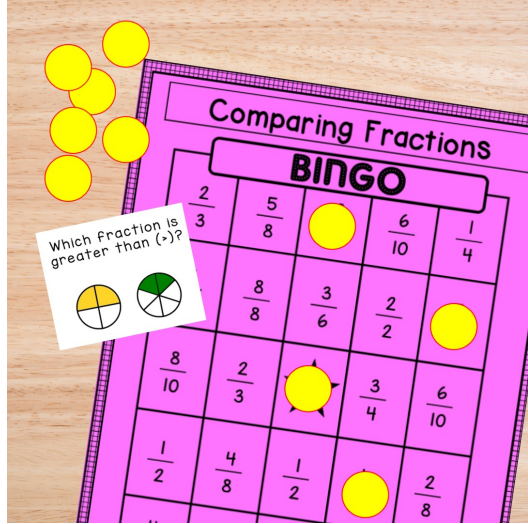 Comparing Fractions
BINGO
2/3 5/8 6/10 1/4
Which fraction is
greater than (>)?
8/8 3/6 2/2
8/10 2/3 3/4 6/10
1/2 4/8 1/2 2/8